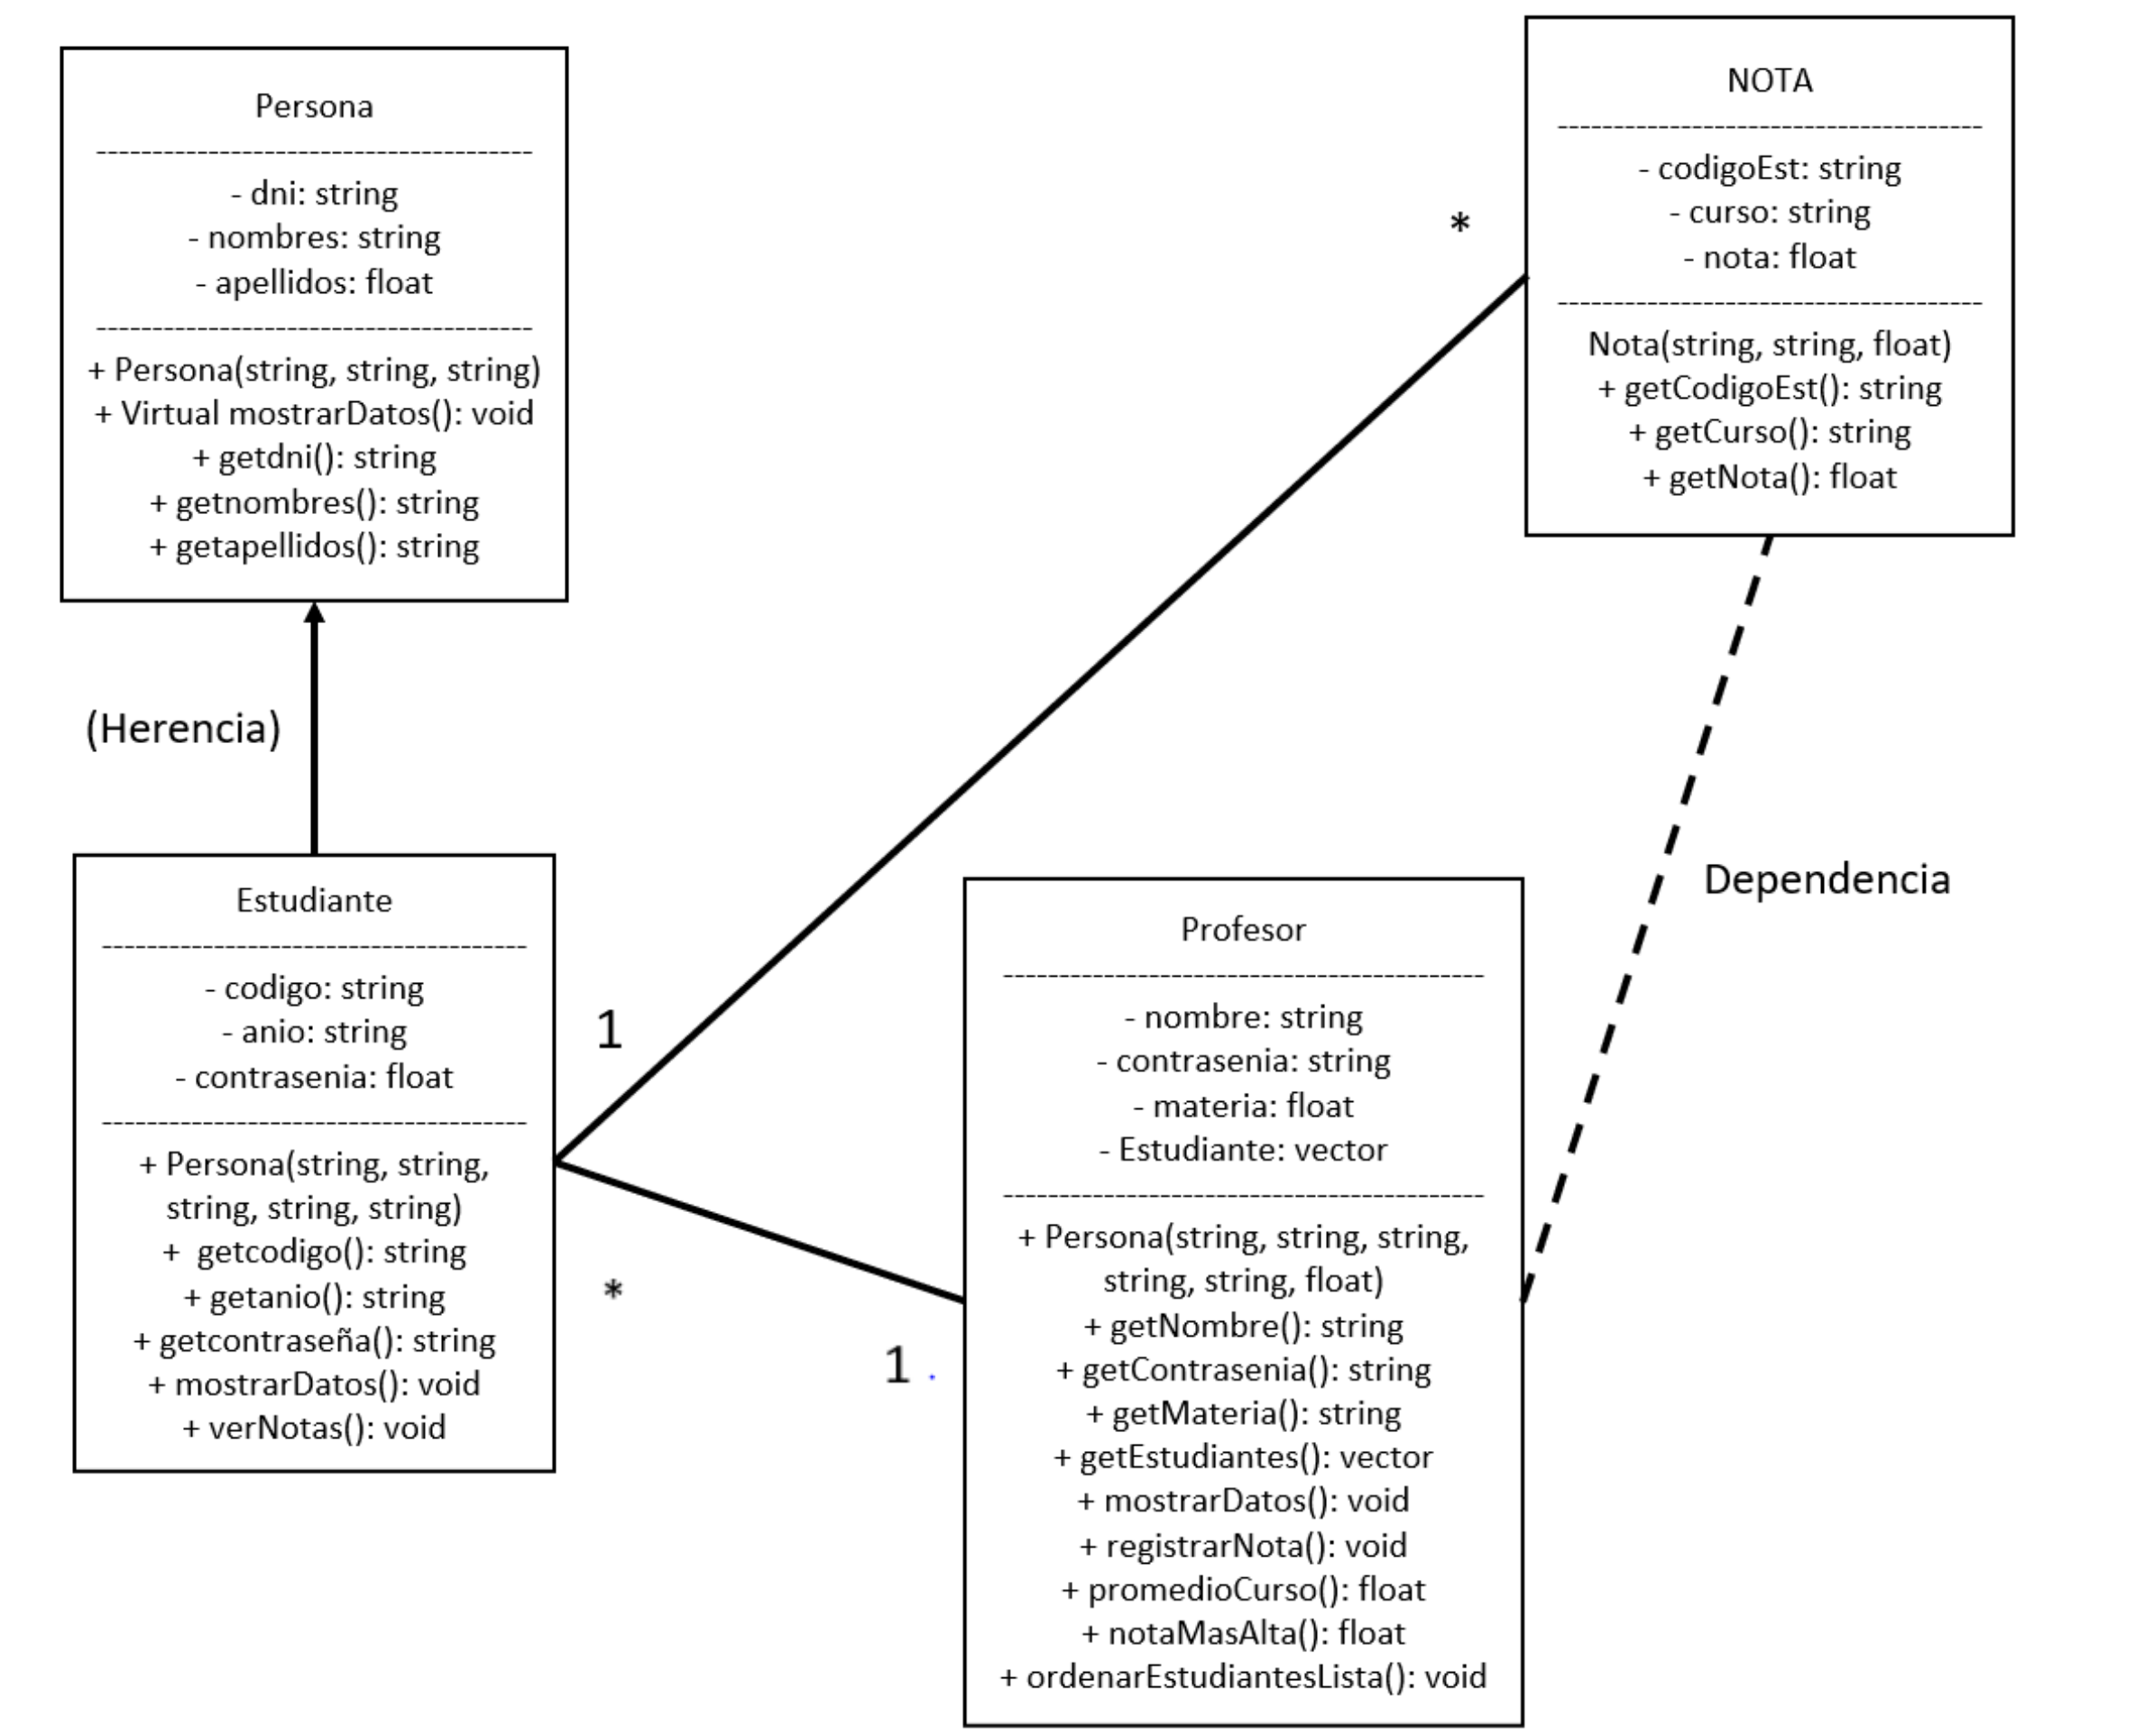 Persona
---------------------------------------
- dni: string
- nombres: string
- apellidos: float
---------------------------------------
+ Persona(string, string, string)
+ Virtual mostrarDatos(): void
+ getdni(): string
+ getnombres(): string
+ getapellidos(): string
NOTA
--------------------------------------
- codigoEst: string
- curso: string
- nota: float
--------------------------------------
Nota(string, string, float)
+ getCodigoEst(): string
+ getCurso(): string
+ getNota(): float
*
(Herencia)
Dependencia
Estudiante
--------------------------------------
- codigo: string
- anio: string
- contrasenia: float
--------------------------------------
+ Persona(string, string,
string, string, string)
+  getcodigo(): string
+ getanio(): string
+ getcontraseña(): string
+ mostrarDatos(): void
+ verNotas(): void
1
*
1
Profesor
-------------------------------------------
- nombre: string
- contrasenia: string
- materia: float
- Estudiante: vector
-------------------------------------------
+ Persona(string, string, string,
string, string, float)
+ getNombre(): string
+ getContrasenia(): string
+ getMateria(): string
+ getEstudiantes(): vector
+ mostrarDatos(): void
+ registrarNota(): void
+ promedioCurso(): float
+ notaMasAlta(): float
+ ordenarEstudiantesLista(): void